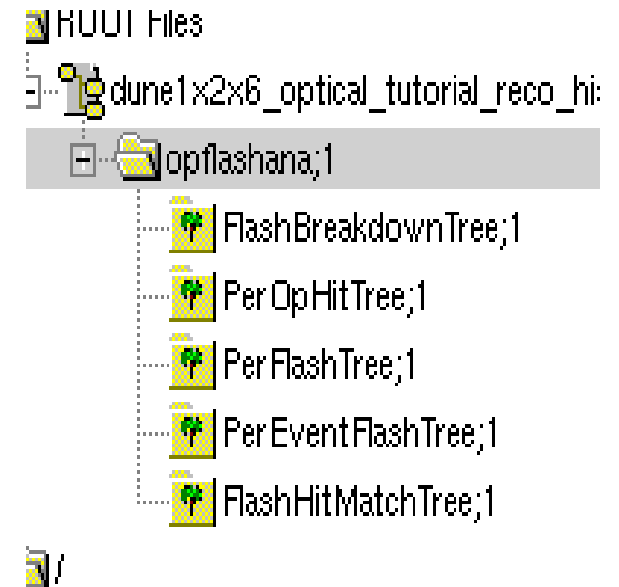 ROOT Files
dune1x2x6_optical_tutorial_reco_hi
opflashana;1
FlashBreakdownTree;1
PerOpHitTree;1
PerFlashTree;1
PerEventFlashTree;1
FlashHitMatchTree;1
/